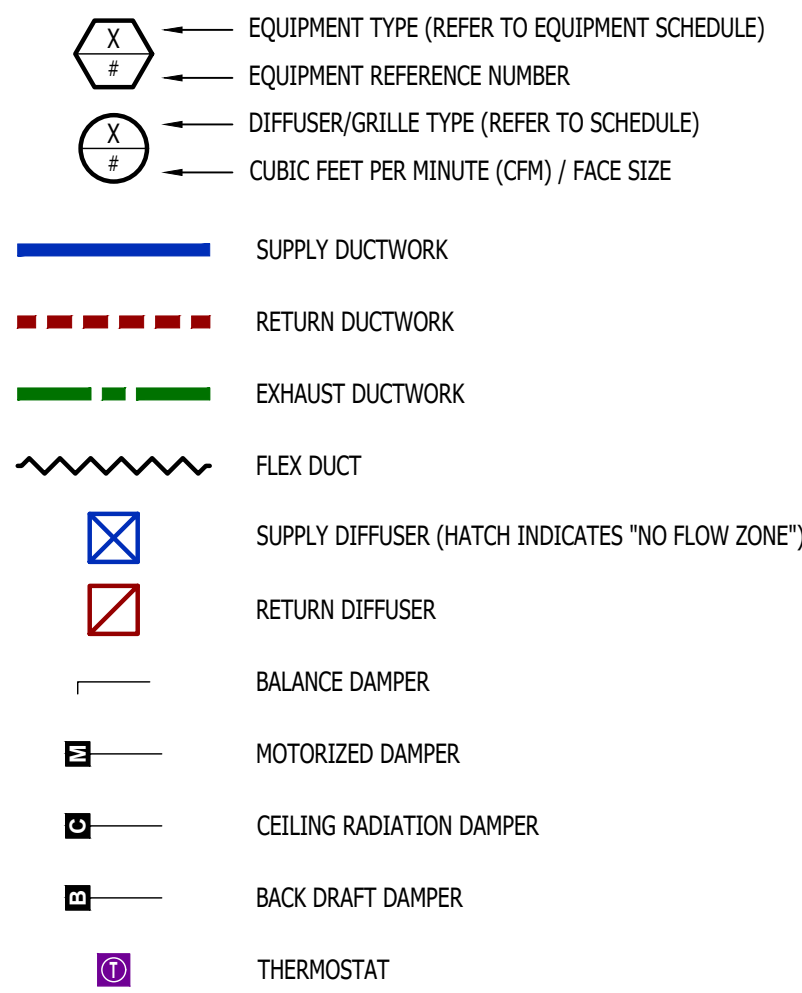 X
#
EQUIPMENT TYPE (REFER TO EQUIPMENT SCHEDULE)
EQUIPMENT REFERENCE NUMBER
X
#
DIFFUSER/GRILLE TYPE (REFER TO SCHEDULE)
CUBIC FEET PER MINUTE (CFM) / FACE SIZE
SUPPLY DUCTWORK
RETURN DUCTWORK
EXHAUST DUCTWORK
FLEX DUCT
SUPPLY DIFFUSER (HATCH INDICATES "NO FLOW ZONE")
RETURN DIFFUSER
BALANCE DAMPER
M MOTORIZED DAMPER
C CEILING RADIATION DAMPER
B BACK DRAFT DAMPER
T THERMOSTAT